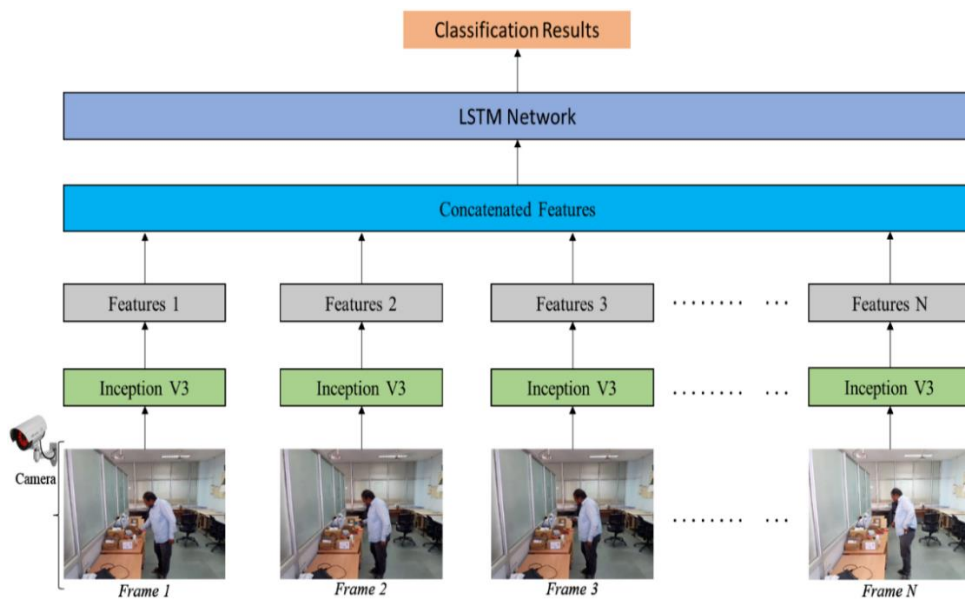 Classification Results
LSTM Network
Concatenated Features
Features 1 Features 2 Features 3 ........ ... Features N
Inception V3 Inception V3 Inception V3 ........ ... Inception V3
Camera
........ ...
Frame 1 Frame 2 Frame 3 Frame N